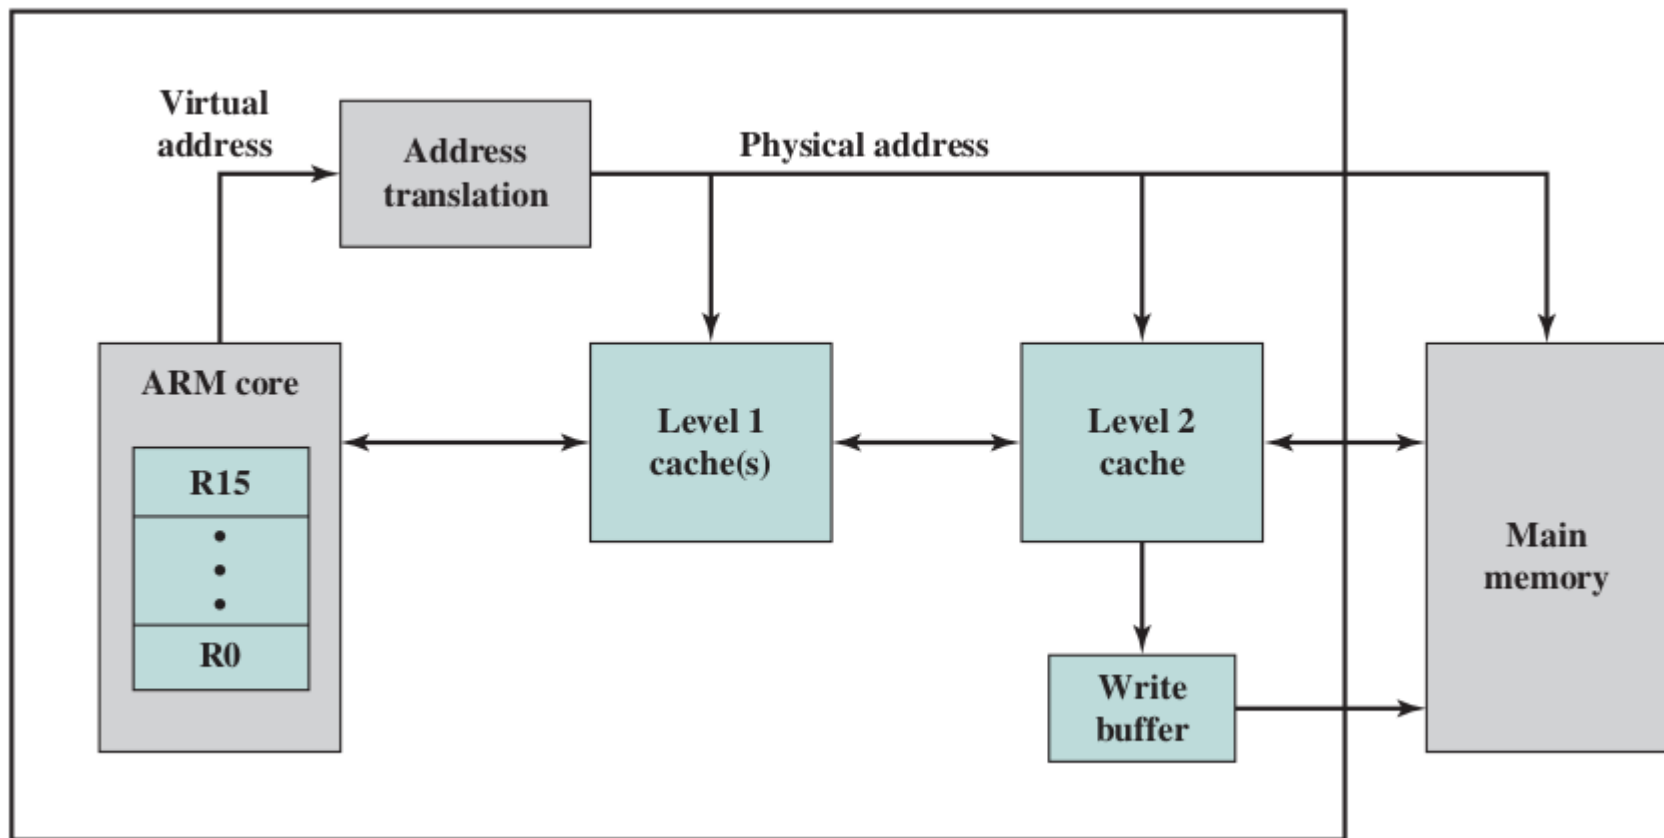 Virtual
address
Address
translation
Physical address
ARM core
R15
R0
Level 1
cache(s)
Level 2
cache
Write
buffer
Main
memory